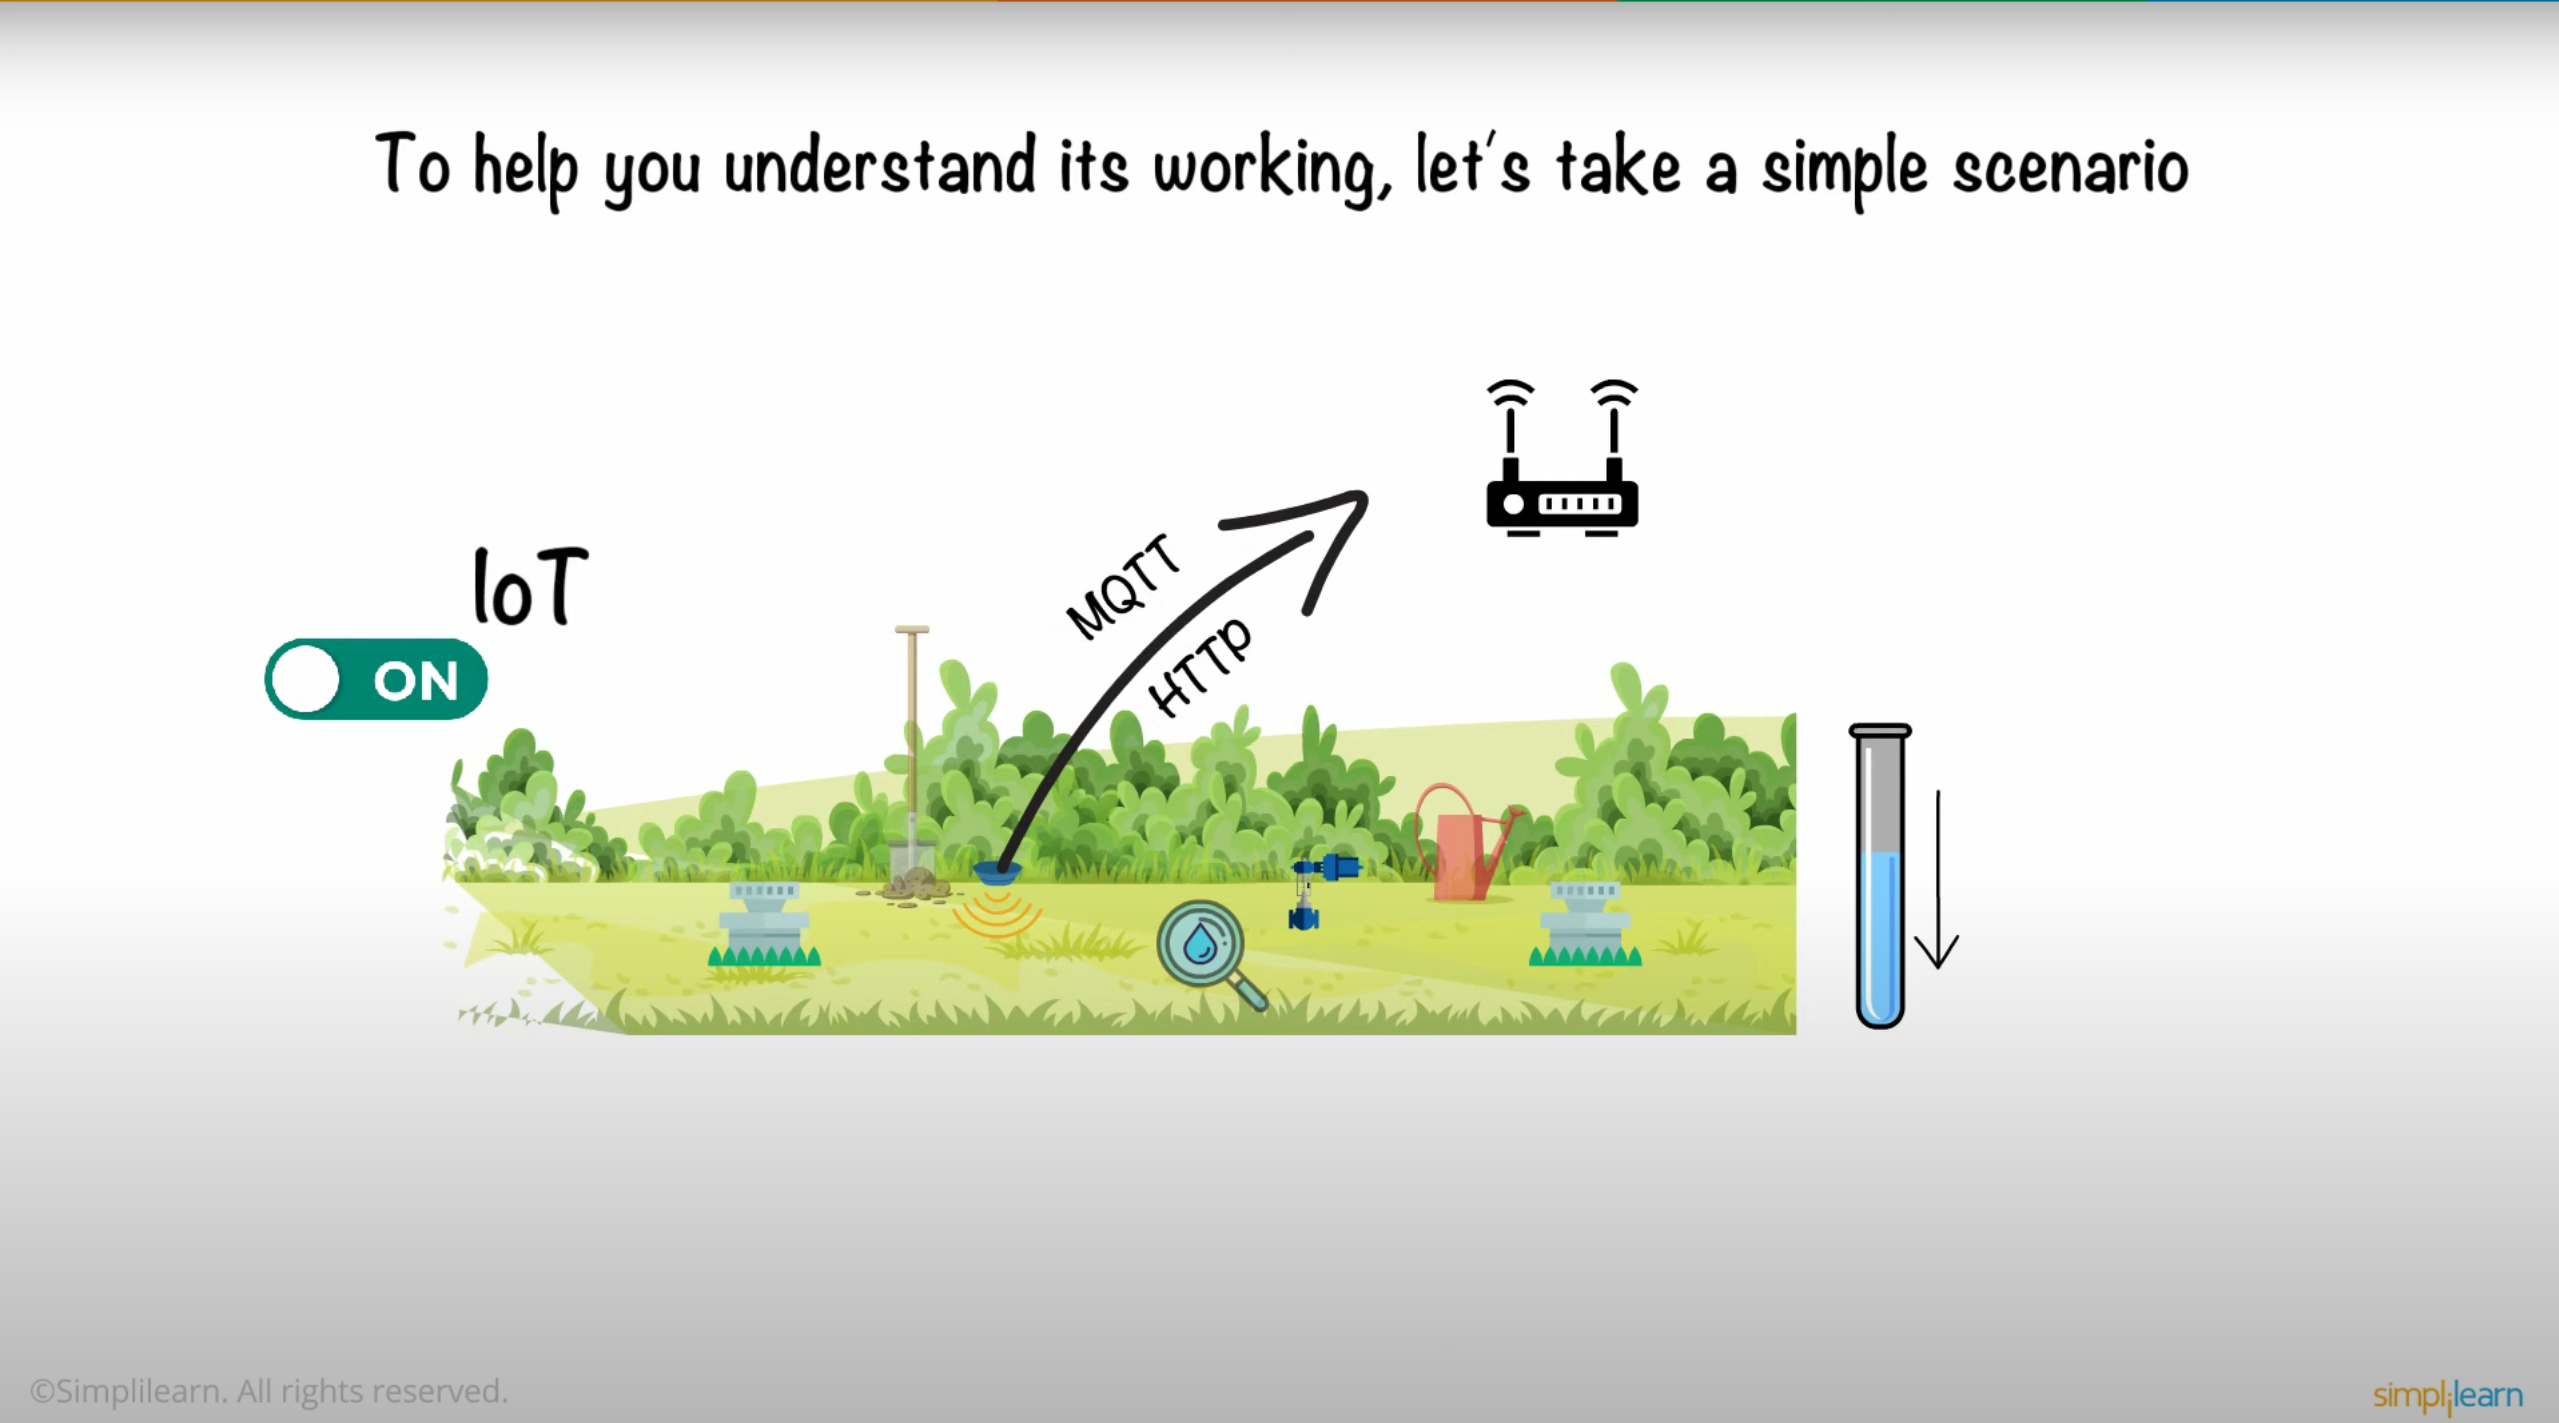 To help you understand its working, let's take a simple scenario
IoT
ON
MQTT
HTTP
©Simplilearn. All rights reserved.
simplilearn